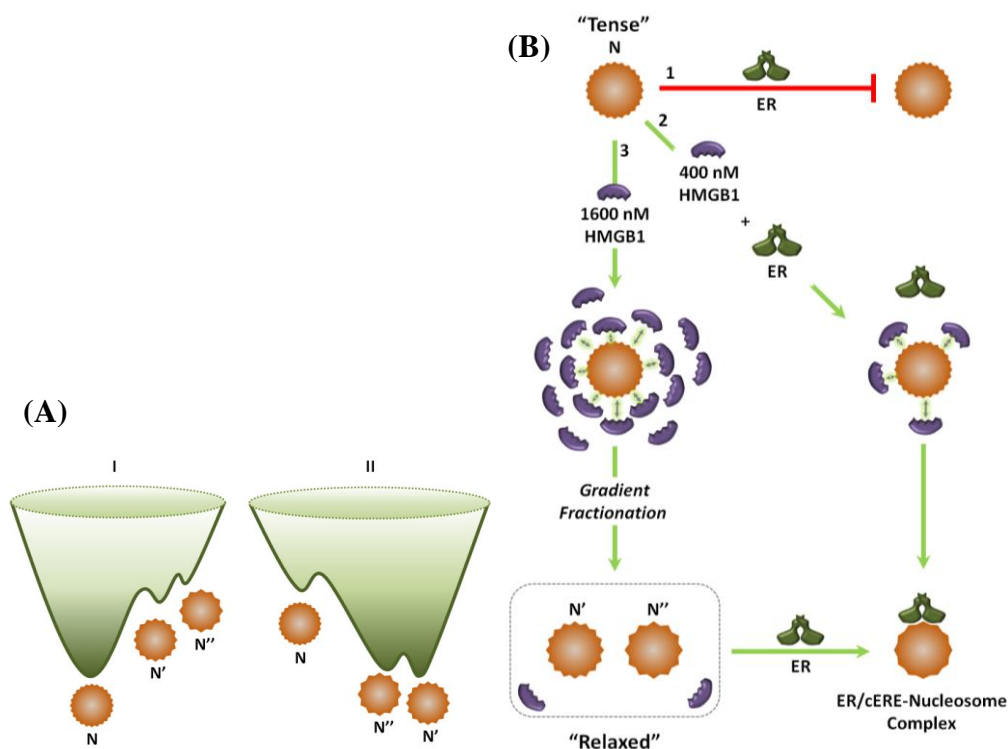 (A)
I
II
N
N'
N''
N
N''
N'
(B)
"Tense"
N
1
ER
2
3
400 nM
HMGB1
1600 nM
HMGB1
+
ER
Gradient
Fractionation
N'
N''
ER
"Relaxed"
ER/cERE-Nucleosome
Complex